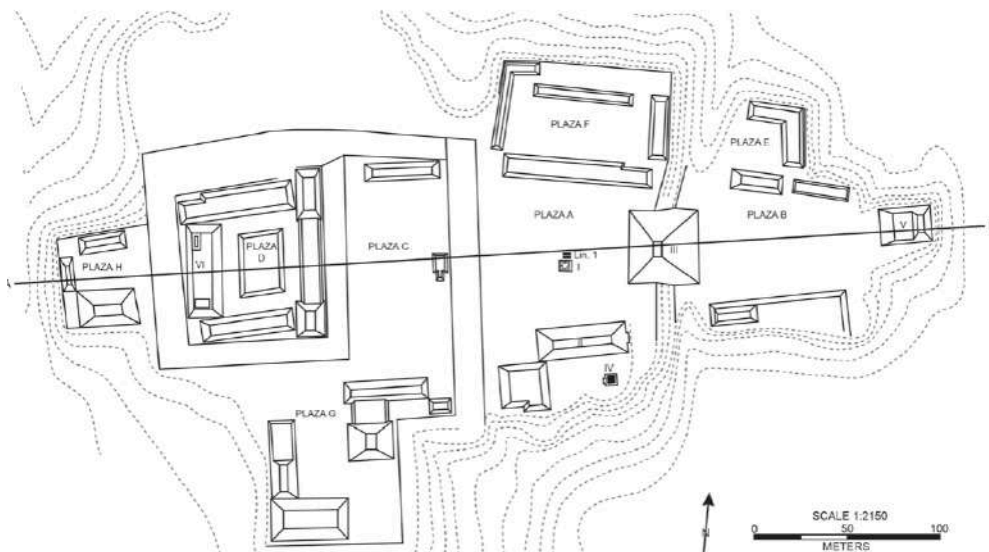 PLAZA F
PLAZA E
PLAZA A
PLAZA B
V
PLAZA C
PLAZA
D
VI
PLAZA H
III
Lin. 1
I
IV
PLAZA G
N
SCALE 1:2150
0 50 100
METERS